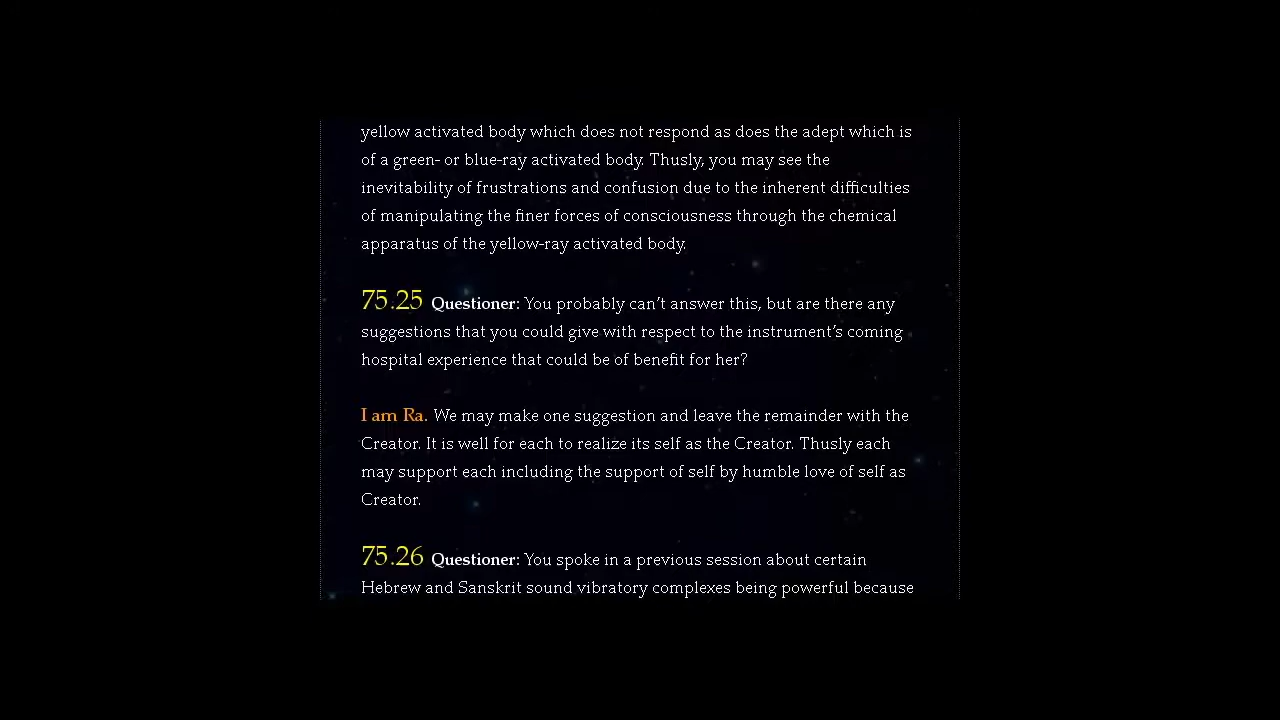 yellow activated body which does not respond as does the adept which is
of a green- or blue-ray activated body. Thusly, you may see the
inevitability of frustrations and confusion due to the inherent difficulties
of manipulating the finer forces of consciousness through the chemical
apparatus of the yellow-ray activated body.
75.25 Questioner: You probably can’t answer this, but are there any
suggestions that you could give with respect to the instrument’s coming
hospital experience that could be of benefit for her?
I am Ra. We may make one suggestion and leave the remainder with the
Creator. It is well for each to realize its self as the Creator. Thusly each
may support each including the support of self by humble love of self as
Creator.
75.26 Questioner: You spoke in a previous session about certain
Hebrew and Sanskrit sound vibratory complexes being powerful because